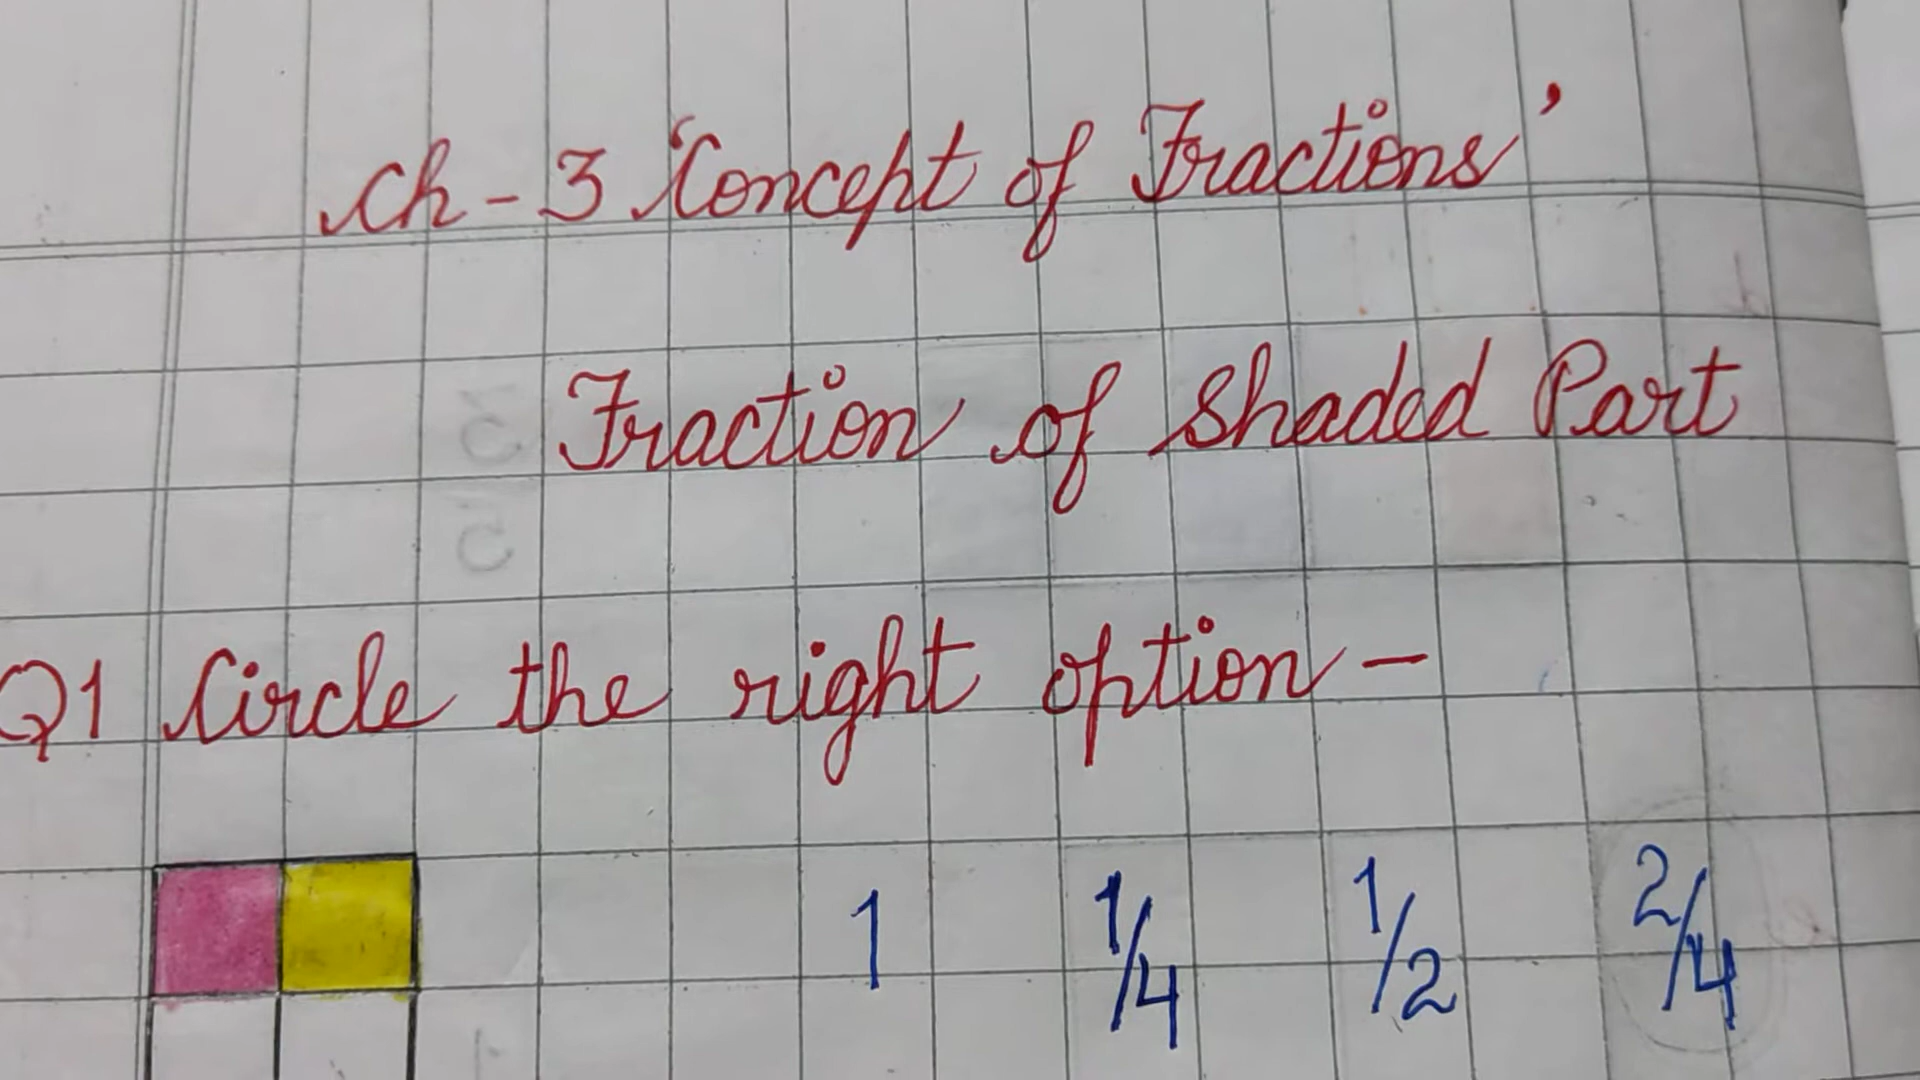 Ch - 3 'Concept of Fractions'
Fraction of Shaded Part
Q1 Circle the right option -
1 1/4 1/2 2/4